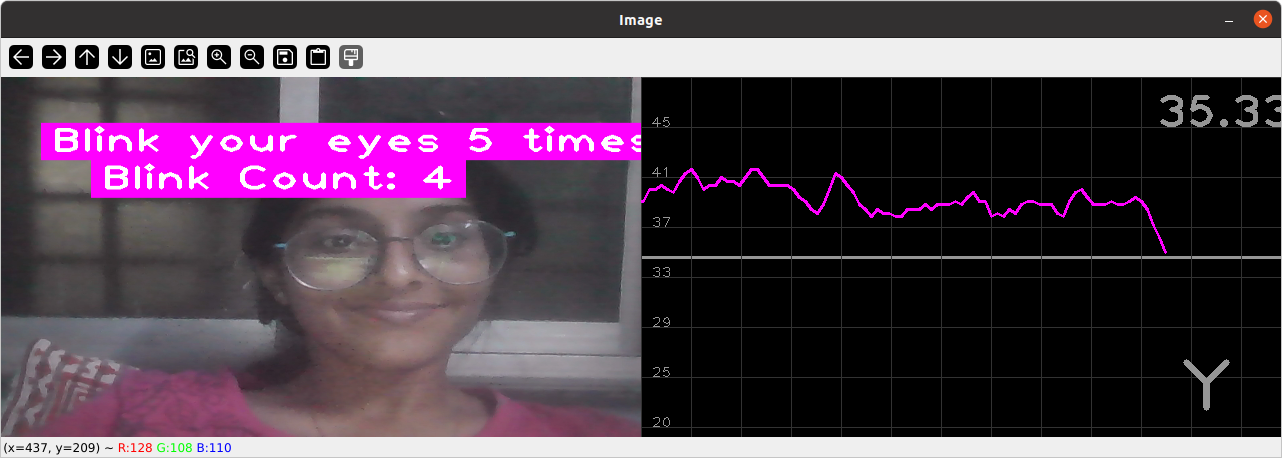 Image
Blink your eyes 5 times
Blink Count: 4
35.33
45
41
37
33
29
25
20
Y
(x=437, y=209) ~ R:128 G:108 B:110